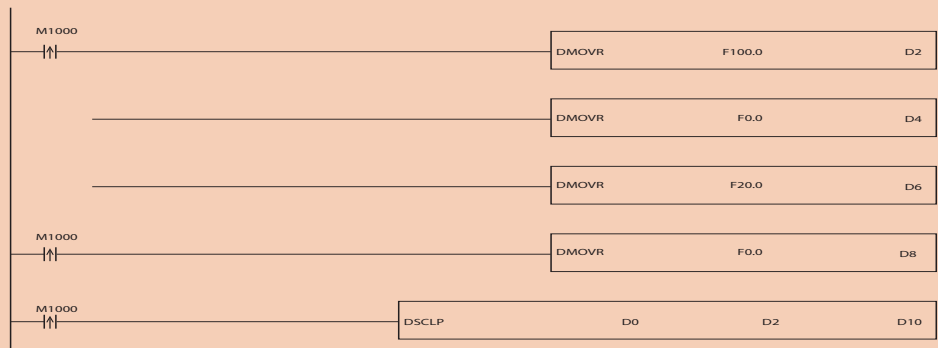 M1000
DMOVR F100.0 D2
DMOVR F0.0 D4
DMOVR F20.0 D6
M1000
DMOVR F0.0 D8
M1000
DSCLP D0 D2 D10